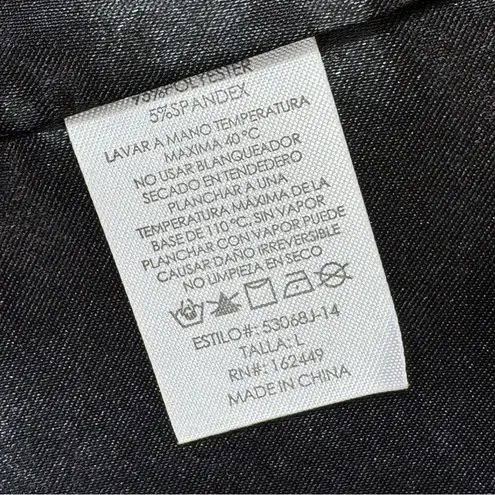 95%POLYESTER
5%SPANDEX
LAVAR A MANO TEMPERATURA
MAXIMA 40 °C
NO USAR BLANQUEADOR
SECADO EN TENDEDERO
PLANCHAR A UNA
TEMPERATURA MÁXIMA DE LA
BASE DE 110 °C, SIN VAPOR
PLANCHAR CON VAPOR PUEDE
CAUSAR DAÑO IRREVERSIBLE
NO LIMPIEZA EN SECO
ESTILO#: 53068J-14
TALLA: L
RN#: 162449
MADE IN CHINA